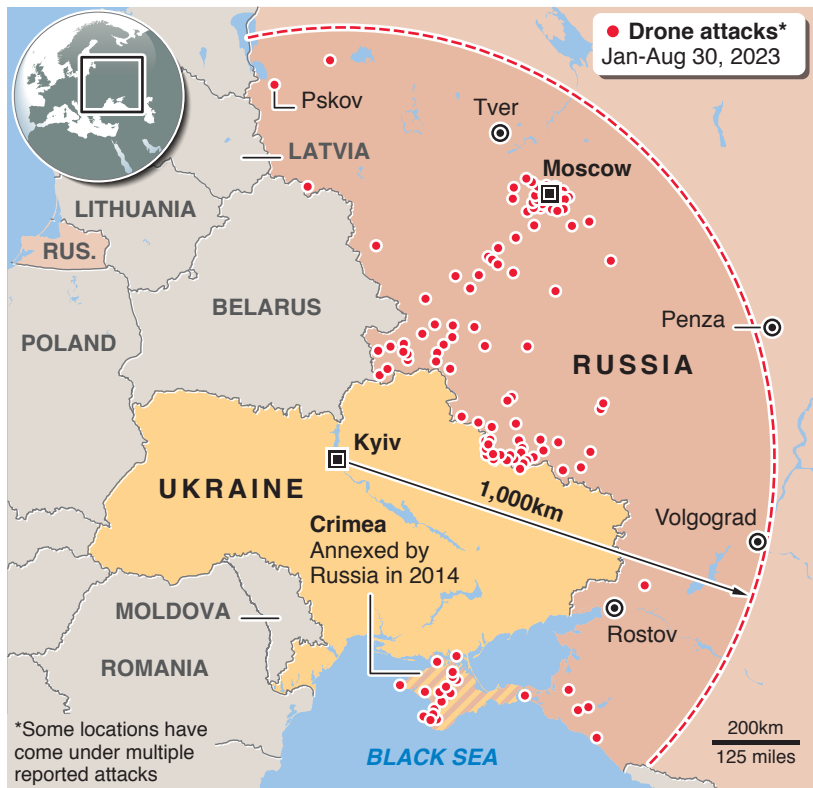 Drone attacks*
Jan-Aug 30, 2023
Pskov
Tver
LATVIA
Moscow
LITHUANIA
RUS.
BELARUS
Penza
POLAND
RUSSIA
Kyiv
UKRAINE
1,000km
Crimea
Annexed by
Russia in 2014
Volgograd
MOLDOVA
Rostov
ROMANIA
*Some locations have
come under multiple
reported attacks
BLACK SEA
200km
125 miles